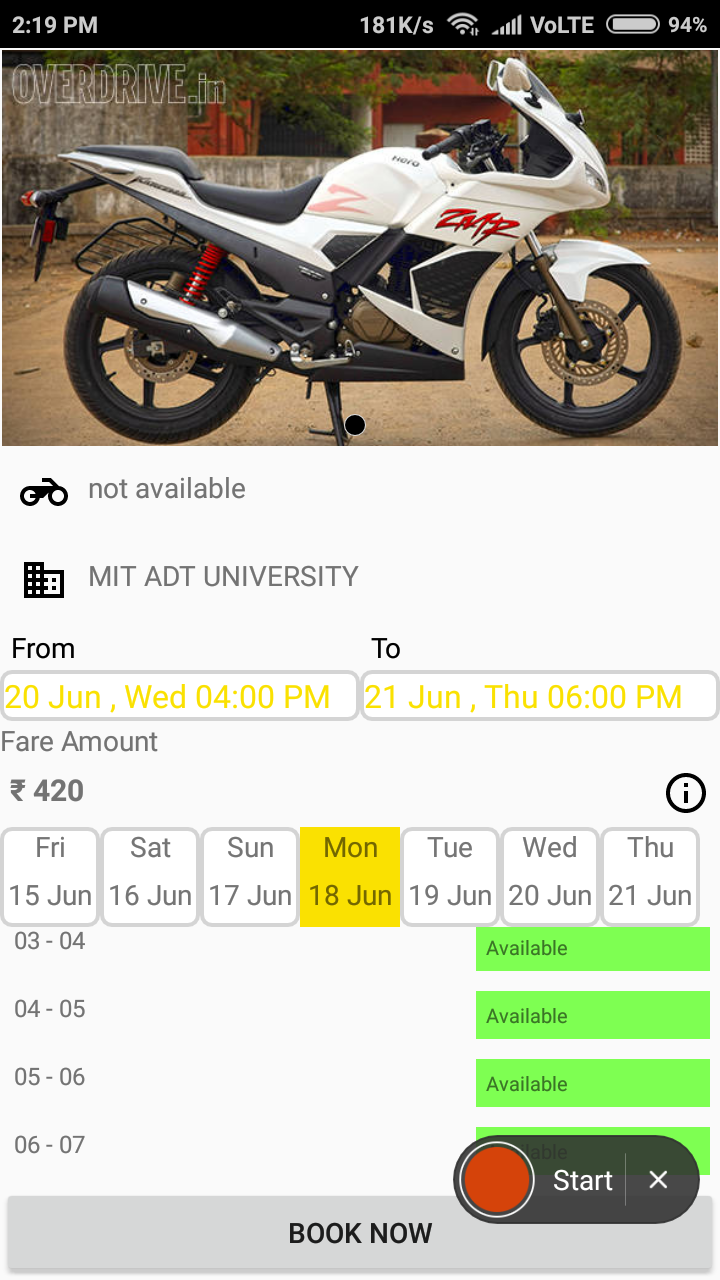 2:19 PM 181K/s VoLTE 94%
OVERDRIVE.in
Hero
Karizma
Z
ZMR
not available
MIT ADT UNIVERSITY
From To
20 Jun , Wed 04:00 PM 21 Jun , Thu 06:00 PM
Fare Amount
₹ 420
Fri Sat Sun Mon Tue Wed Thu
15 Jun 16 Jun 17 Jun 18 Jun 19 Jun 20 Jun 21 Jun
03 - 04 Available
04 - 05 Available
05 - 06 Available
06 - 07 Available
Start
BOOK NOW